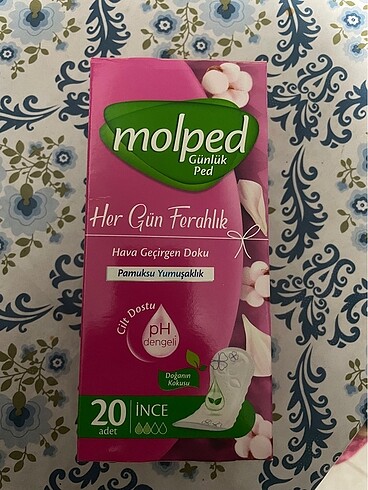 molped
Günlük
Ped
Her Gün Ferahlık
Hava Geçirgen Doku
Pamuksu Yumuşaklık
Cilt Dostu
pH
dengeli
Doğanın
Kokusu
20
adet
İNCE